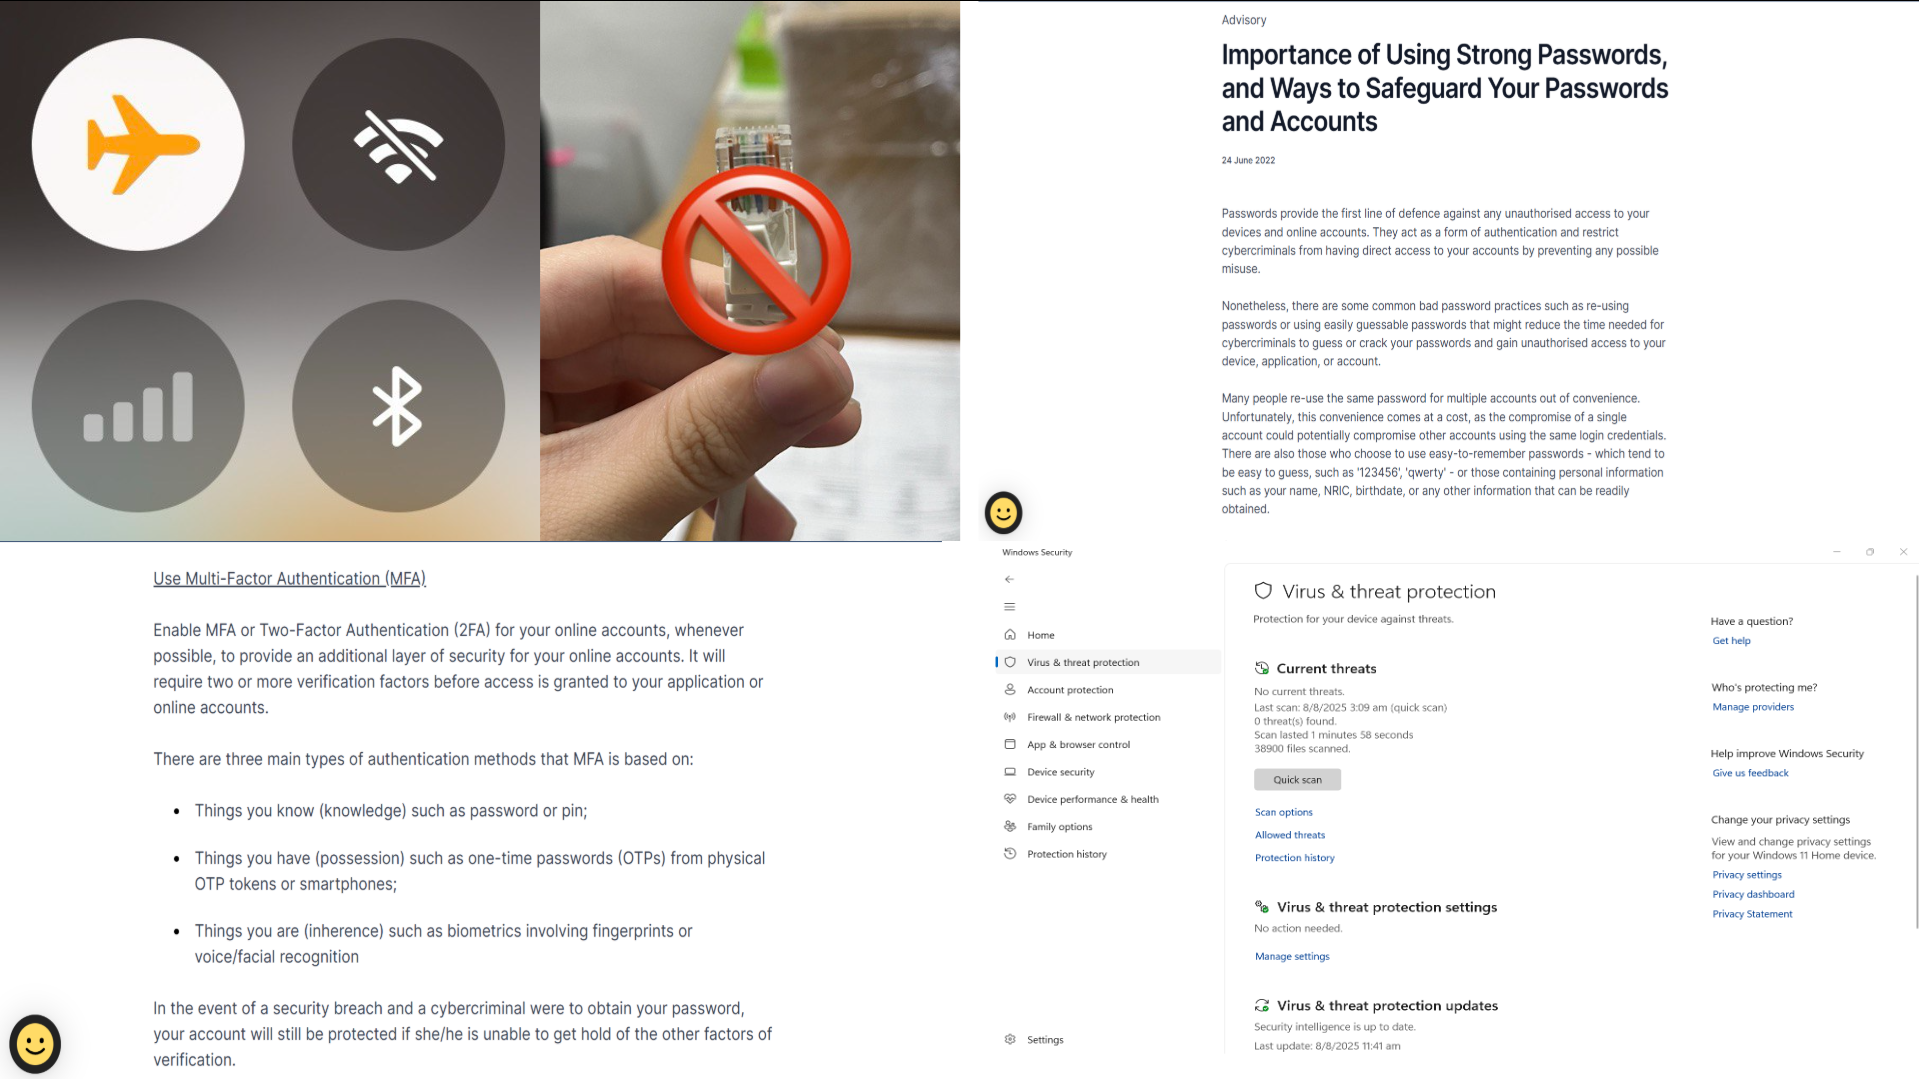 Advisory
Importance of Using Strong Passwords,
and Ways to Safeguard Your Passwords
and Accounts
24 June 2022
Passwords provide the first line of defence against any unauthorised access to your
devices and online accounts. They act as a form of authentication and restrict
cybercriminals from having direct access to your accounts by preventing any possible
misuse.
Nonetheless, there are some common bad password practices such as re-using
passwords or using easily guessable passwords that might reduce the time needed for
cybercriminals to guess or crack your passwords and gain unauthorised access to your
device, application, or account.
Many people re-use the same password for multiple accounts out of convenience.
Unfortunately, this convenience comes at a cost, as the compromise of a single
account could potentially compromise other accounts using the same login credentials.
There are also those who choose to use easy-to-remember passwords - which tend to
be easy to guess, such as '123456', 'qwerty' - or those containing personal information
such as your name, NRIC, birthdate, or any other information that can be readily
obtained.
Use Multi-Factor Authentication (MFA)
Enable MFA or Two-Factor Authentication (2FA) for your online accounts, whenever
possible, to provide an additional layer of security for your online accounts. It will
require two or more verification factors before access is granted to your application or
online accounts.
There are three main types of authentication methods that MFA is based on:
• Things you know (knowledge) such as password or pin;
• Things you have (possession) such as one-time passwords (OTPs) from physical
OTP tokens or smartphones;
• Things you are (inherence) such as biometrics involving fingerprints or
voice/facial recognition
In the event of a security breach and a cybercriminal were to obtain your password,
your account will still be protected if she/he is unable to get hold of the other factors of
verification.
Windows Security
Home
Virus & threat protection
Account protection
Firewall & network protection
App & browser control
Device security
Device performance & health
Family options
Protection history
Settings
Virus & threat protection
Protection for your device against threats.
Current threats
No current threats.
Last scan: 8/8/2025 3:09 am (quick scan)
0 threat(s) found.
Scan lasted 1 minutes 58 seconds
38900 files scanned.
Quick scan
Scan options
Allowed threats
Protection history
Virus & threat protection settings
No action needed.
Manage settings
Virus & threat protection updates
Security intelligence is up to date.
Last update: 8/8/2025 11:41 am
Have a question?
Get help
Who's protecting me?
Manage providers
Help improve Windows Security
Give us feedback
Change your privacy settings
View and change privacy settings
for your Windows 11 Home device.
Privacy settings
Privacy dashboard
Privacy Statement